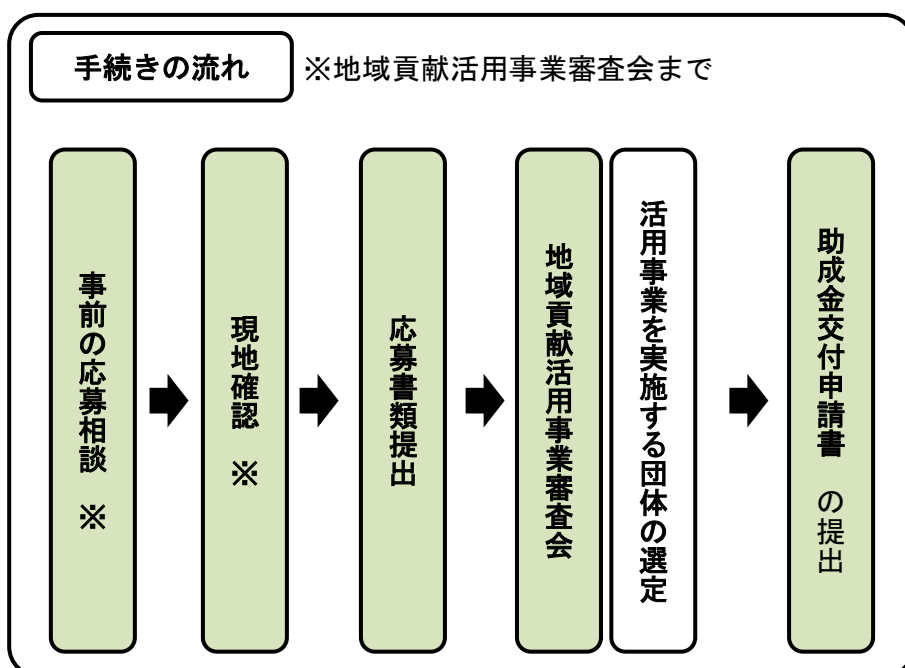 手続きの流れ
※地域貢献活用事業審査会まで
事前の応募相談　※
現地確認　※
応募書類提出
地域貢献活用事業審査会
活用事業を実施する団体の選定
助成金交付申請書　の提出